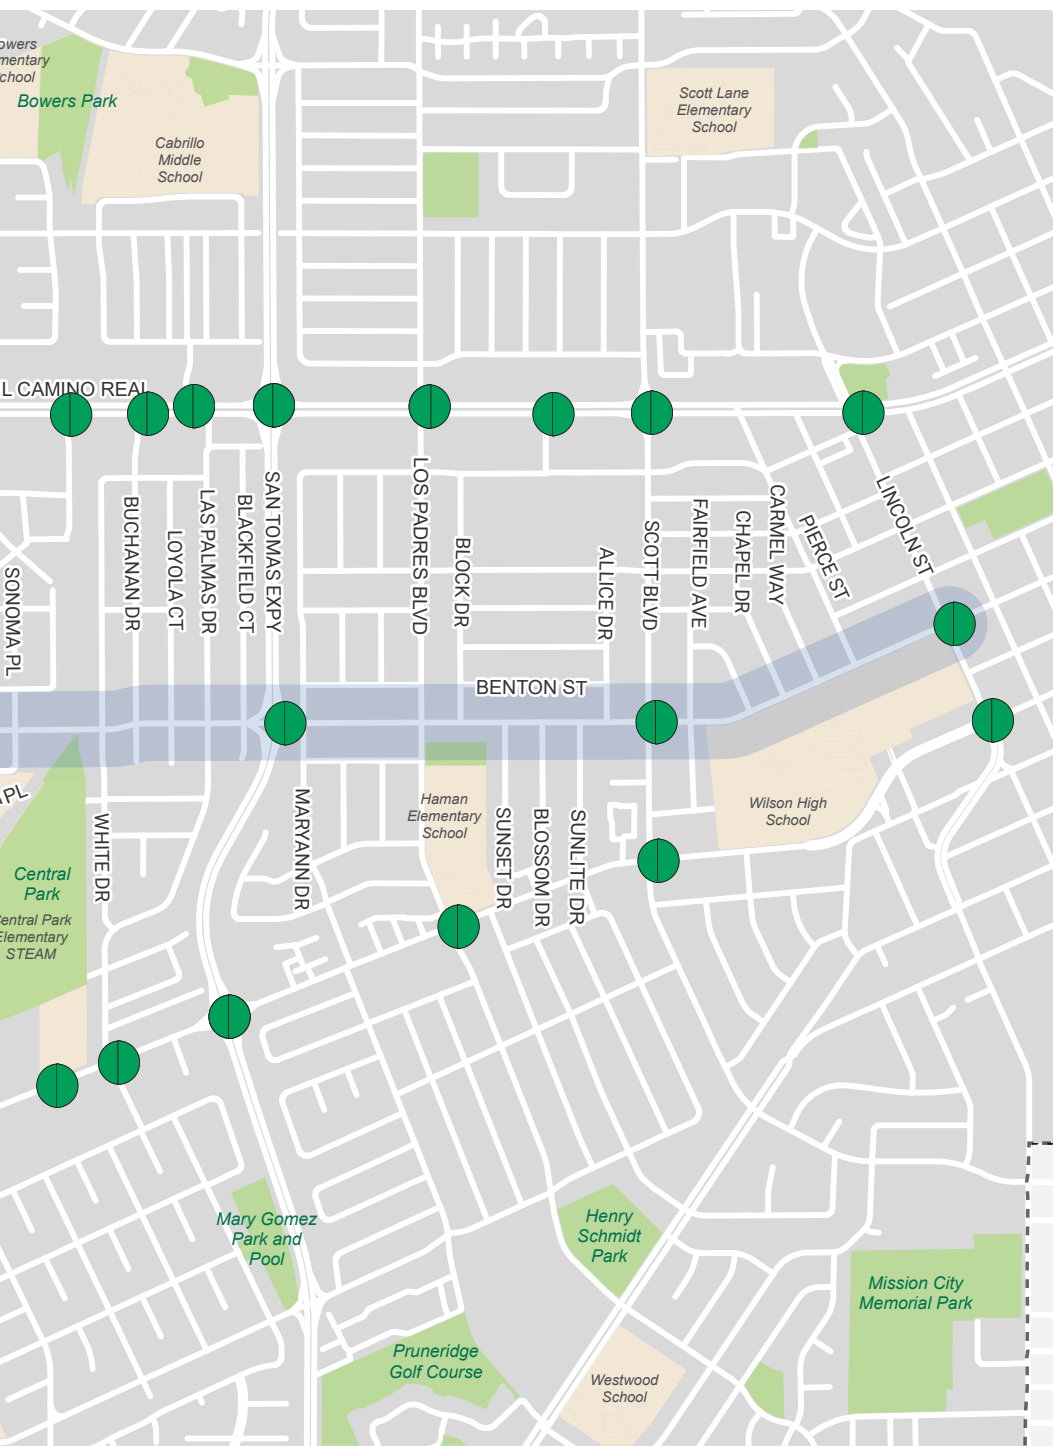 owers
mentary
chool
Bowers Park
Cabrillo
Middle
School
Scott Lane
Elementary
School
L CAMINO REAL
SONOMA PL
BUCHANAN DR
LOYOLA CT
LAS PALMAS DR
BLACKFIELD CT
SAN TOMAS EXPY
LOS PADRES BLVD
BLOCK DR
ALLICE DR
SCOTT BLVD
FAIRFIELD AVE
CHAPEL DR
CARMEL WAY
PIERCE ST
LINCOLN ST
BENTON ST
PL
WHITE DR
MARYANN DR
Haman
Elementary
School
SUNSET DR
BLOSSOM DR
SUNLITE DR
Wilson High
School
Central
Park
entral Park
Elementary
STEAM
Mary Gomez
Park and
Pool
Henry
Schmidt
Park
Mission City
Memorial Park
Pruneridge
Golf Course
Westwood
School